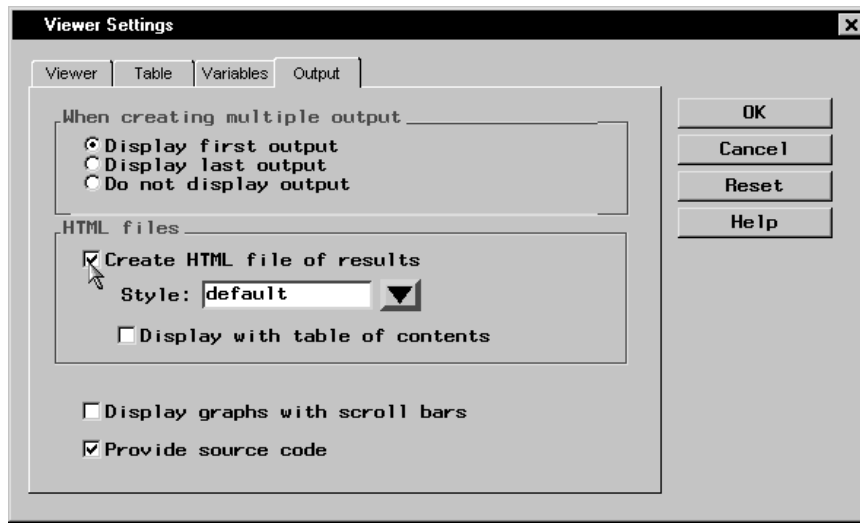 Viewer Settings
Viewer Table Variables Output
When creating multiple output
Display first output
Display last output
Do not display output
HTML files
Create HTML file of results
Style: default
Display with table of contents
Display graphs with scroll bars
Provide source code
OK
Cancel
Reset
Help